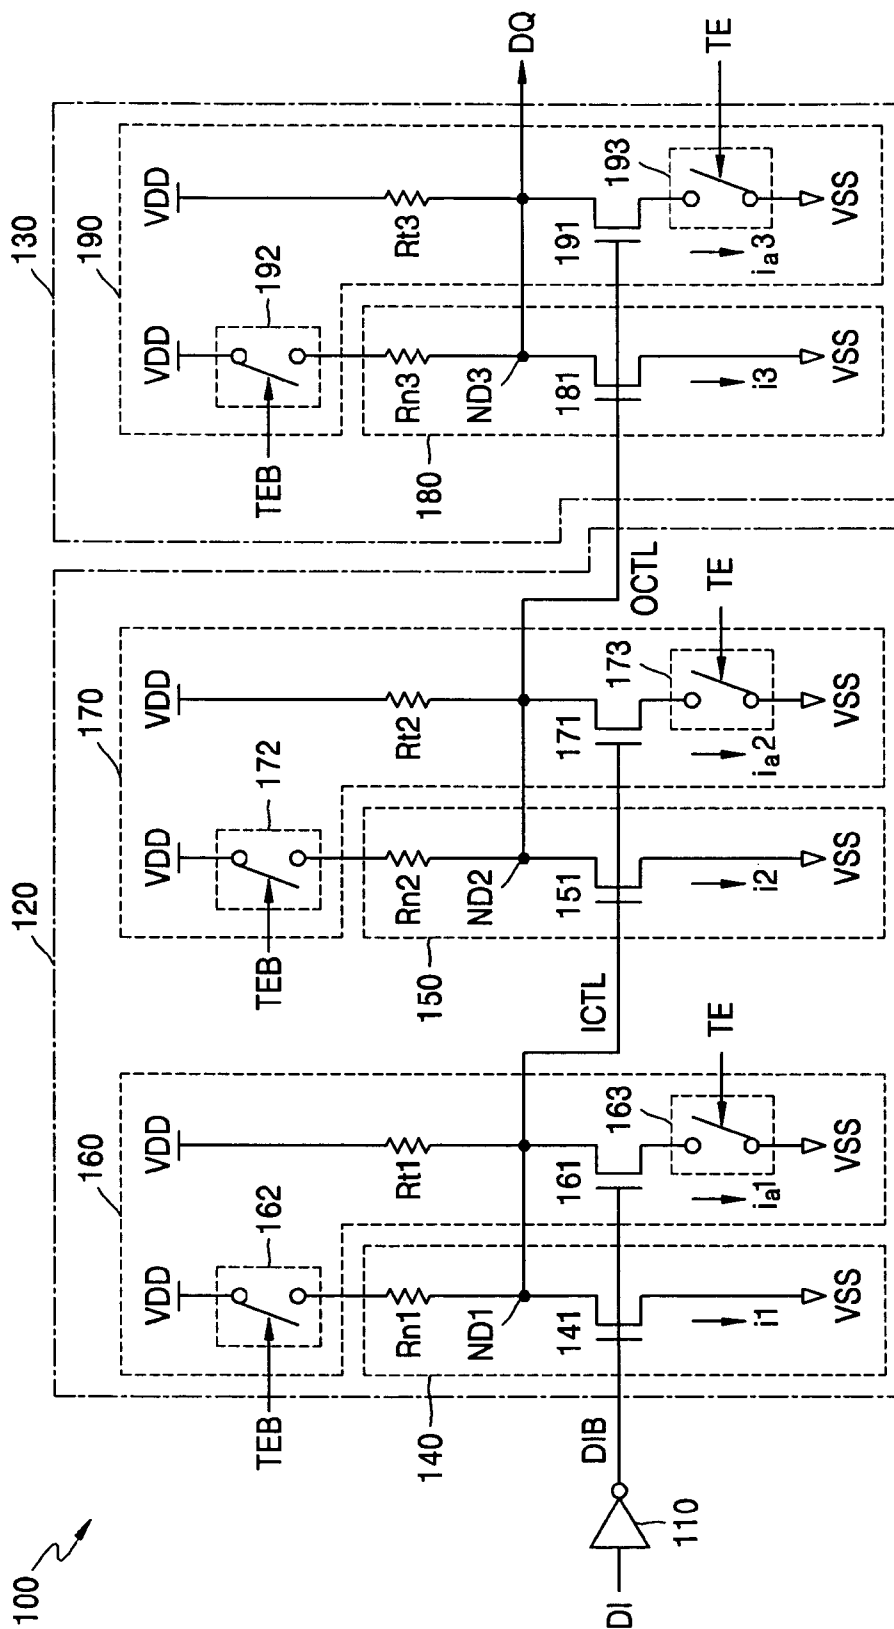 100
120
130
160
170
190
VDD
VDD
VDD
VDD
VDD
VDD
162
172
192
TEB
TEB
TEB
Rn1
Rt1
Rn2
Rt2
Rn3
Rt3
140
150
180
ND1
ND2
ND3
DQ
ICTL
OCTL
DI
110
DIB
141
161
163
TE
151
171
173
TE
181
191
193
TE
i1
ia1
i2
ia2
i3
ia3
VSS
VSS
VSS
VSS
VSS
VSS